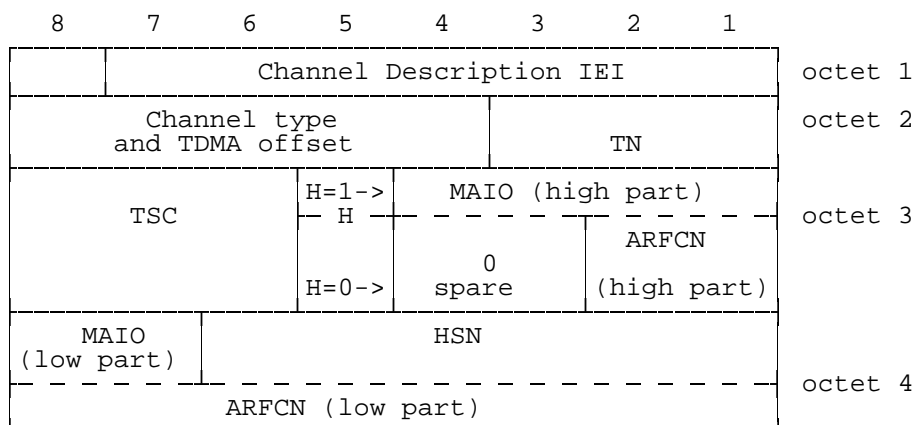 8 7 6 5 4 3 2 1
Channel Description IEI octet 1
Channel type octet 2
and TDMA offset TN
H=1-> MAIO (high part)
TSC H octet 3
ARFCN
0
H=0-> spare (high part)
MAIO HSN
(low part)
octet 4
ARFCN (low part)